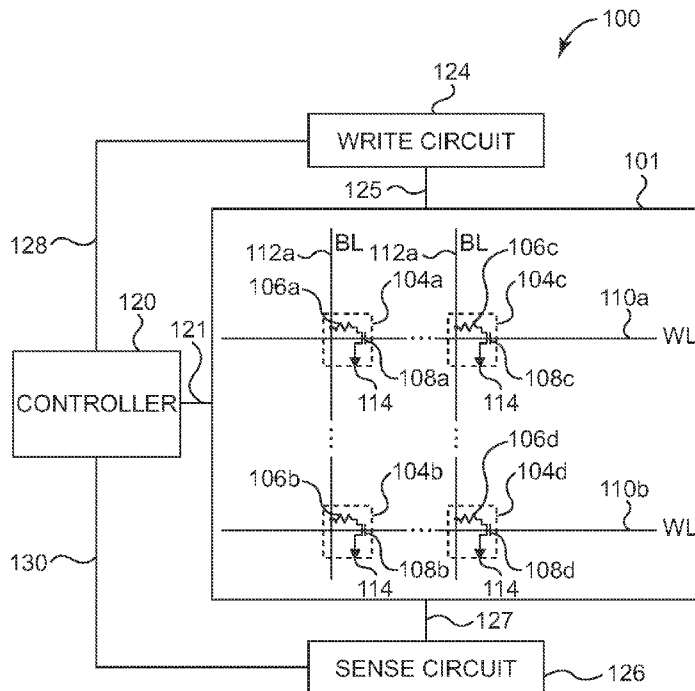 100
124
WRITE CIRCUIT
125
101
128
BL
BL
112a
112a
106c
106a
104a
104c
110a
120
121
WL
CONTROLLER
108a
108c
114
114
106d
106b
104b
104d
110b
WL
130
108b
108d
114
114
127
SENSE CIRCUIT
126